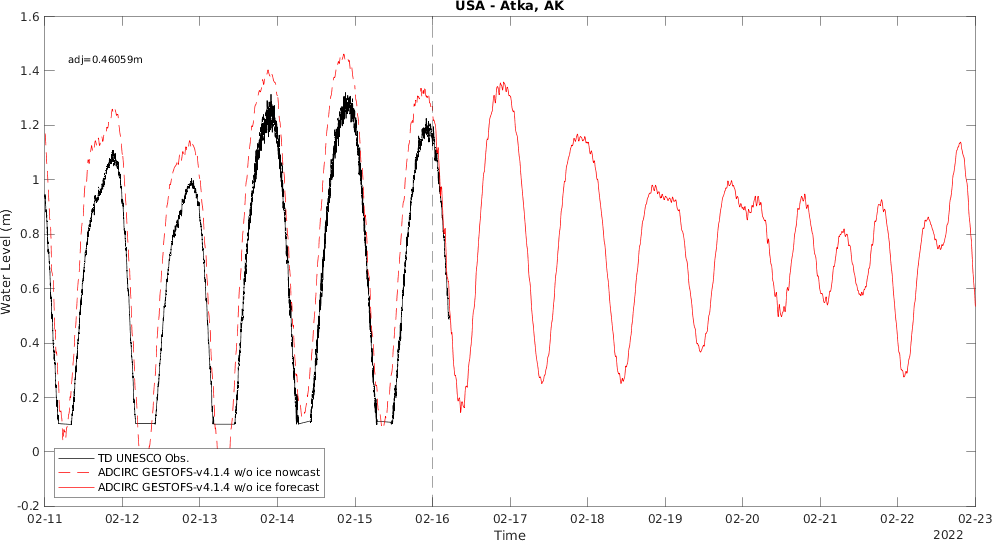 USA - Atka, AK
adj=0.46059m
1.6
1.4
1.2
1
0.8
0.6
0.4
0.2
0
-0.2
Water Level (m)
TD UNESCO Obs.
ADCIRC GESTOFS-v4.1.4 w/o ice nowcast
ADCIRC GESTOFS-v4.1.4 w/o ice forecast
02-11 02-12 02-13 02-14 02-15 02-16 02-17 02-18 02-19 02-20 02-21 02-22 02-23
Time
2022